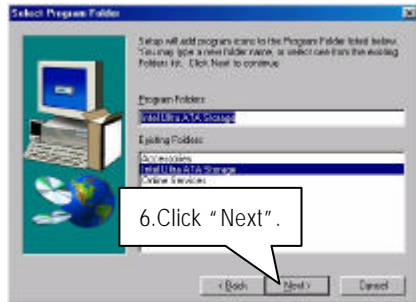 Select Program Folder
Setup will add program icons to the Program Folder listed below.
You may type a new folder name, or select one from the existing
Folders list. Click Next to continue.
Program Folders:
Intel Ultra ATA Storage
Existing Folders:
Accessories
Intel Ultra ATA Storage
Online Services
6.Click "Next".
< Back
Next >
Cancel